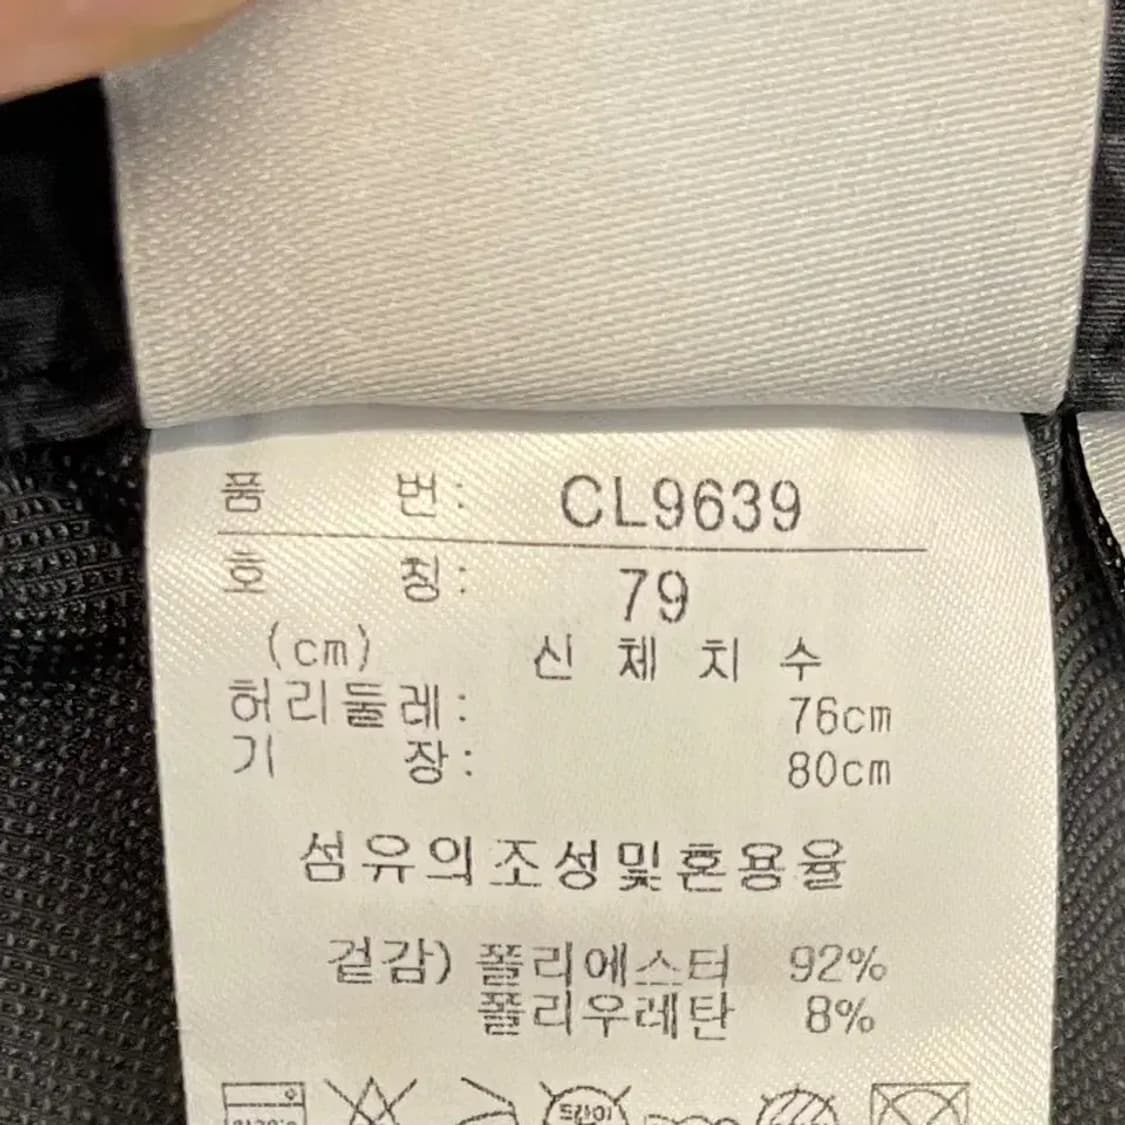 품 번: CL9639
호 칭: 79
(cm) 신체치수
허리둘레: 76cm
기 장: 80cm
섬유의조성및혼용율
겉감) 폴리에스터 92%
폴리우레탄 8%